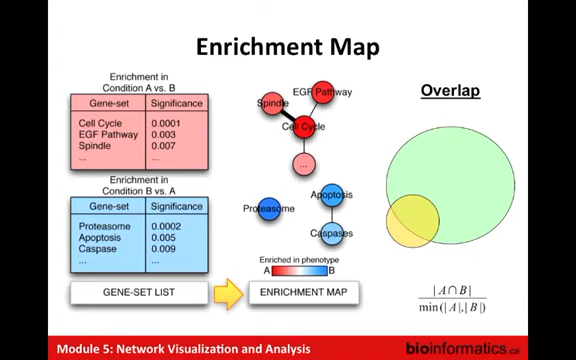 Enrichment Map
Enrichment in
Condition A vs. B
Gene-set Significance
Cell Cycle 0.0001
EGF Pathway 0.003
Spindle 0.007
... ...
Enrichment in
Condition B vs. A
Gene-set Significance
Proteasome 0.0002
Apoptosis 0.005
Caspase 0.009
... ...
GENE-SET LIST
EGF Pathway
Spindle
Cell Cycle
...
Apoptosis
Proteasome
Caspases
Enriched in phenotype
A B
ENRICHMENT MAP
Overlap
|A∩B|
min(|A|,|B|)
Module 5: Network Visualization and Analysis
bioinformatics.ca